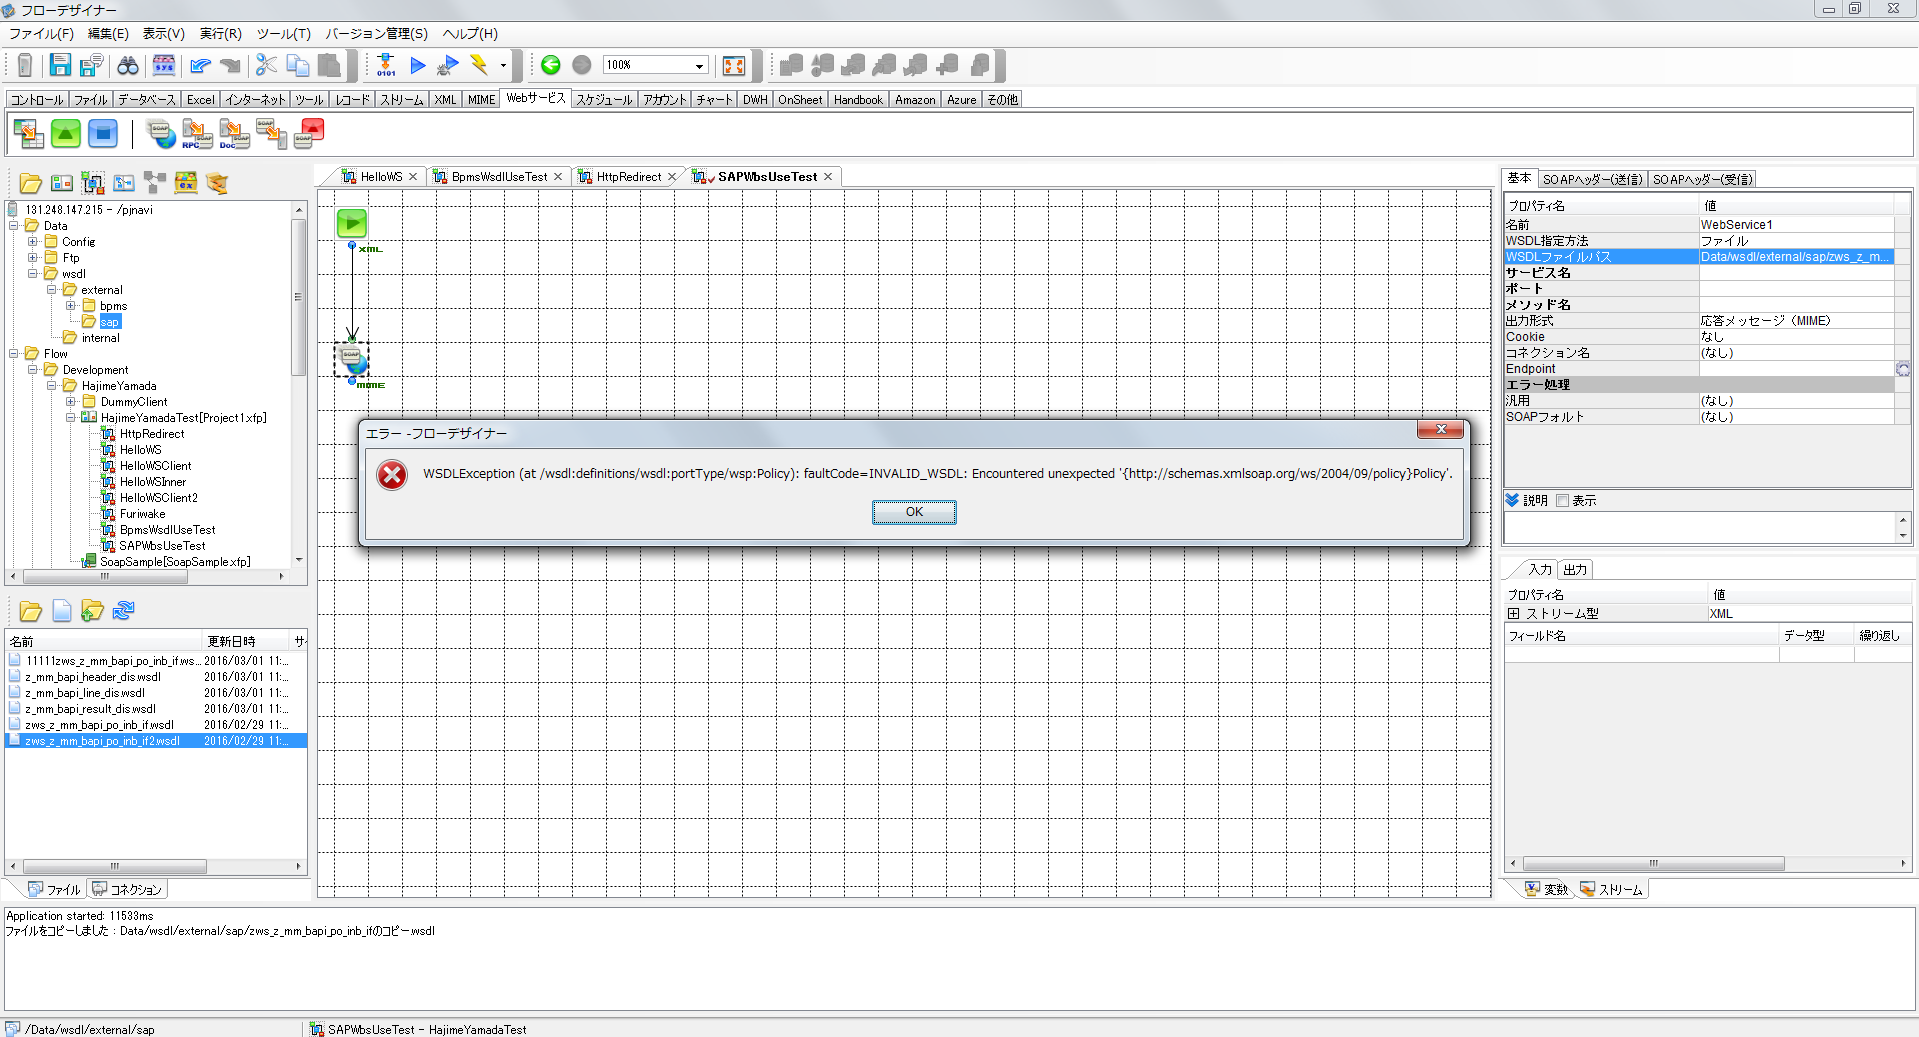 フローデザイナー
ファイル(F) 編集(E) 表示(V) 実行(R) ツール(T) バージョン管理(S) ヘルプ(H)
0101 100%
コントロール ファイル データベース Excel インターネット ツール レコード ストリーム XML MIME Webサービス スケジュール アカウント チャート DWH OnSheet Handbook Amazon Azure その他
SOAP RPC SOAP Doc SOAP SOAP SOAP
HelloWS BpmsWsdlUseTest HttpRedirect SAPWbsUseTest
131.248.147.215 - /pjnavi
Data
Config
Ftp
wsdl
external
bpms
sap
internal
Flow
Development
HajimeYamada
DummyClient
HajimeYamadaTest[Project1.xfp]
HttpRedirect
HelloWS
HelloWSClient
HelloWSInner
HelloWSClient2
Furiwake
BpmsWsdlUseTest
SAPWbsUseTest
SoapSample[SoapSample.xfp]
名前 更新日時 サイ
11111zws_z_mm_bapi_po_inb_if.ws... 2016/03/01 11:...
z_mm_bapi_header_dis.wsdl 2016/03/01 11:...
z_mm_bapi_line_dis.wsdl 2016/03/01 11:...
z_mm_bapi_result_dis.wsdl 2016/03/01 11:...
zws_z_mm_bapi_po_inb_if.wsdl 2016/02/29 11:...
zws_z_mm_bapi_po_inb_if2.wsdl 2016/02/29 11:...
ファイル コネクション
XML
SOAP
MIME
エラー -フローデザイナー
WSDLException (at /wsdl:definitions/wsdl:portType/wsp:Policy): faultCode=INVALID_WSDL: Encountered unexpected '{http://schemas.xmlsoap.org/ws/2004/09/policy}Policy'.
OK
基本 SOAPヘッダー(送信) SOAPヘッダー(受信)
プロパティ名 値
名前 WebService1
WSDL指定方法 ファイル
WSDLファイルパス Data/wsdl/external/sap/zws_z_m...
サービス名
ポート
メソッド名
出力形式 応答メッセージ（MIME）
Cookie なし
コネクション名 (なし)
Endpoint
エラー処理
汎用 (なし)
SOAPフォルト (なし)
説明 表示
入力 出力
プロパティ名 値
ストリーム型 XML
フィールド名 データ型 繰り返し
変数 ストリーム
Application started: 11533ms
ファイルをコピーしました：Data/wsdl/external/sap/zws_z_mm_bapi_po_inb_ifのコピー.wsdl
/Data/wsdl/external/sap SAPWbsUseTest - HajimeYamadaTest